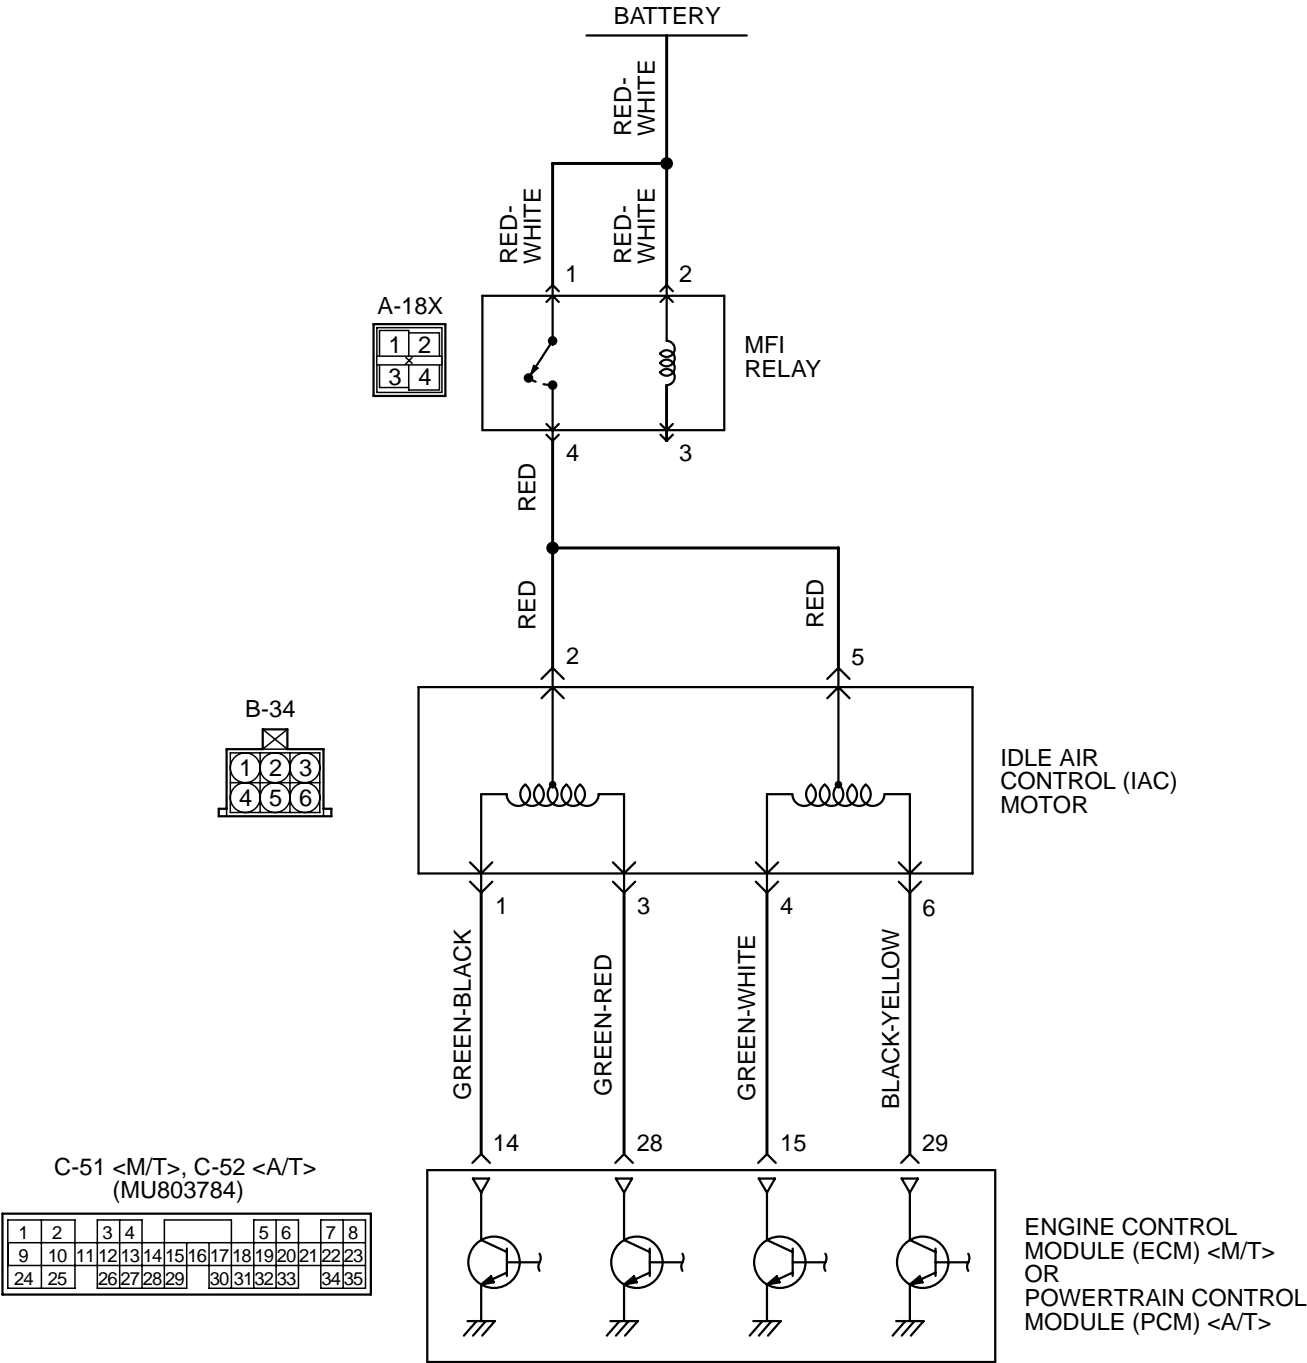 BATTERY
RED-
WHITE
RED-
WHITE
RED-
WHITE
1
2
A-18X
1 2
3 4
MFI
RELAY
4
3
RED
RED
RED
2
5
B-34
1 2 3
4 5 6
IDLE AIR
CONTROL (IAC)
MOTOR
1
3
4
6
GREEN-BLACK
GREEN-RED
GREEN-WHITE
BLACK-YELLOW
14
28
15
29
C-51 <M/T>, C-52 <A/T>
(MU803784)
1 2 3 4 5 6 7 8
9 10 11 12 13 14 15 16 17 18 19 20 21 22 23
24 25 26 27 28 29 30 31 32 33 34 35
ENGINE CONTROL
MODULE (ECM) <M/T>
OR
POWERTRAIN CONTROL
MODULE (PCM) <A/T>